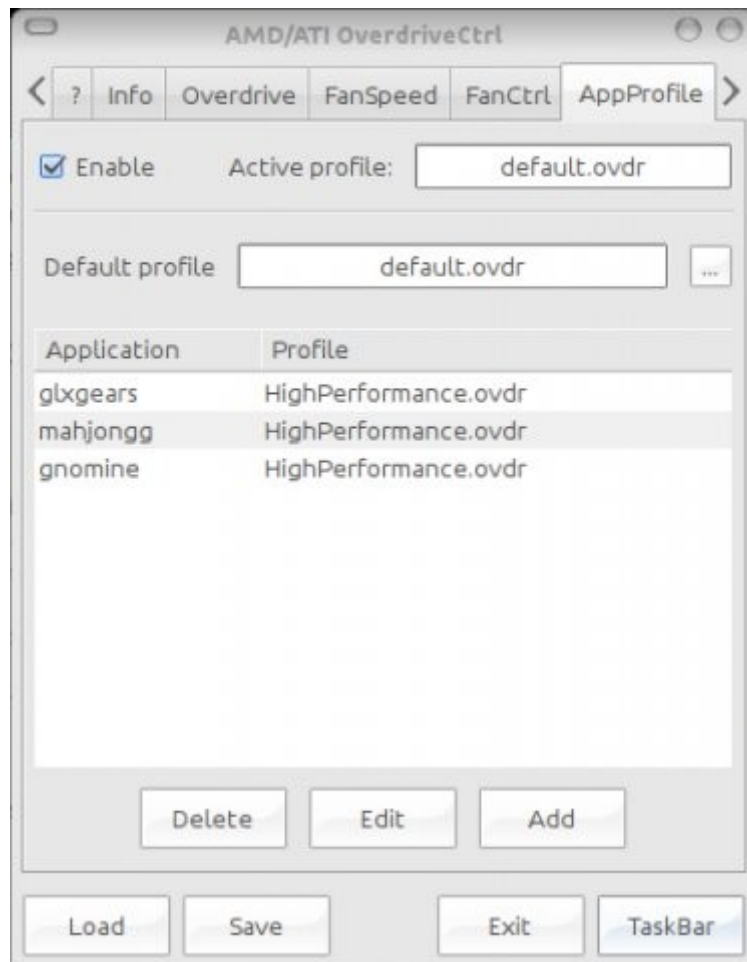 AMD/ATI OverdriveCtrl
? Info Overdrive FanSpeed FanCtrl AppProfile
Enable Active profile: default.ovdr
Default profile default.ovdr ...
Application Profile
glxgears HighPerformance.ovdr
mahjongg HighPerformance.ovdr
gnomine HighPerformance.ovdr
Delete Edit Add
Load Save Exit TaskBar